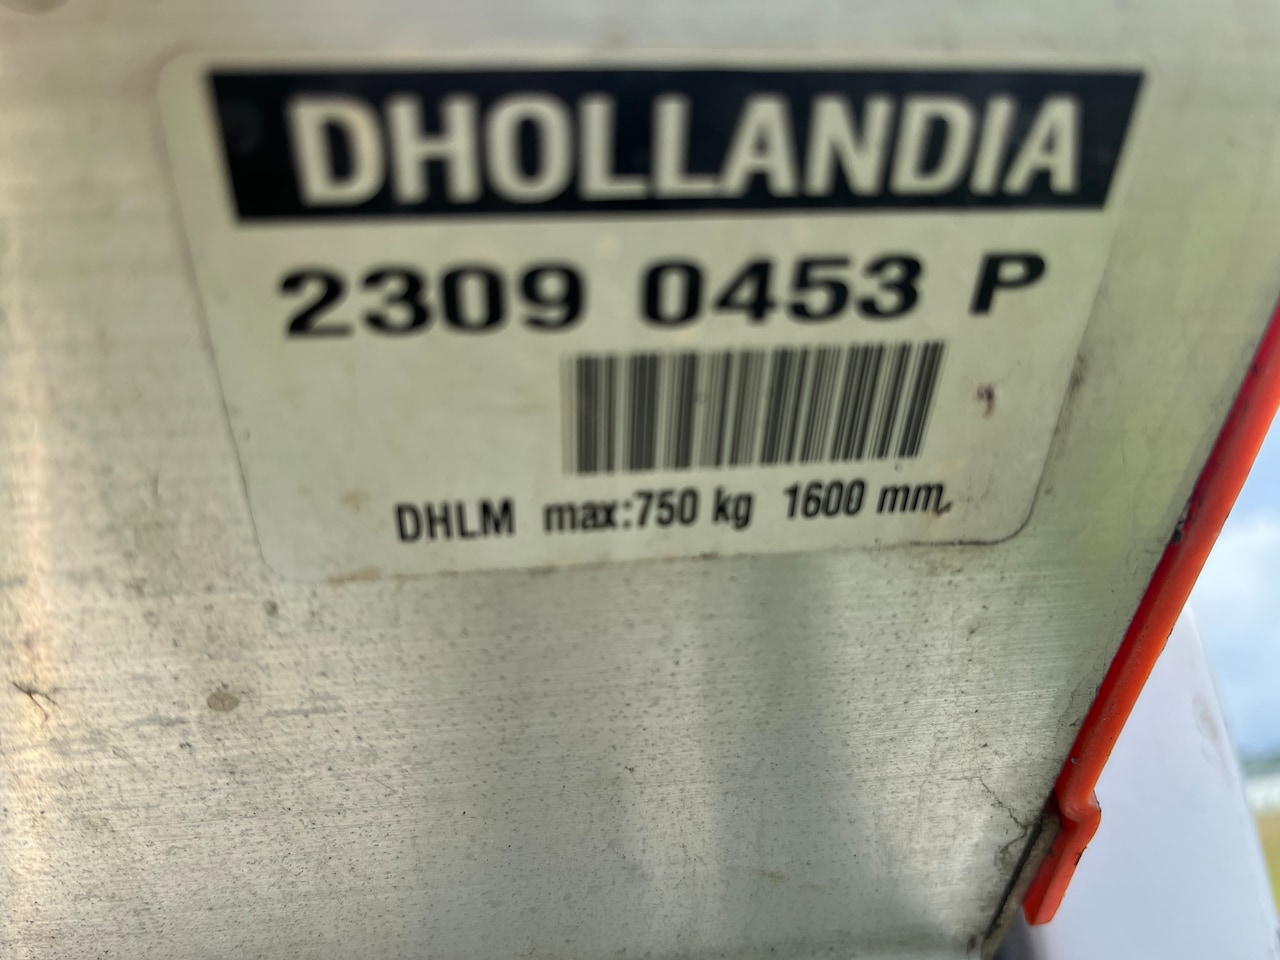 DHOLLANDIA
2309 0453 P
DHLM max:750 kg 1600 mm.